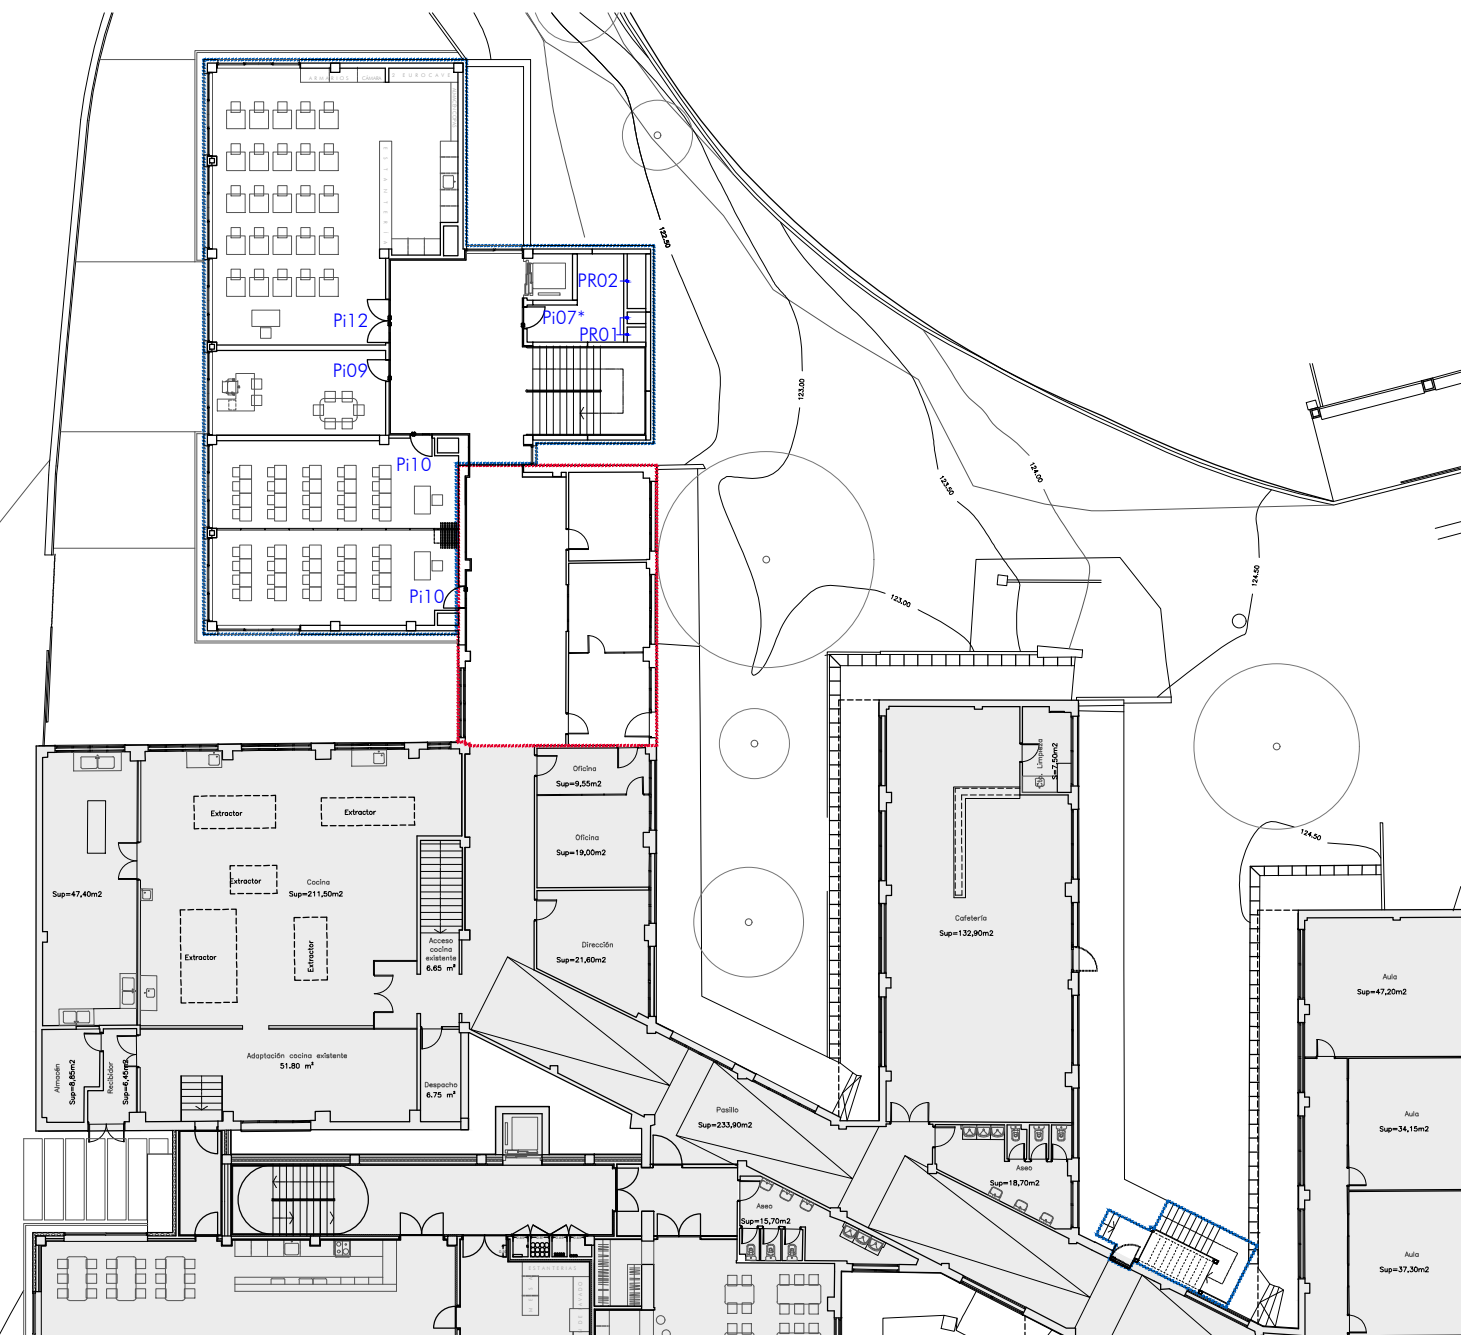 ARMARIOS
CÁMARA
2 EUROCAVE
122.50
PR02
Pi07*
PR01
Pi12
Pi09
123.00
Pi10
123.50
124.00
124.50
Pi10
123.00
124.50
Oficina
Sup=9,55m2
Limpieza
S=7,50m2
Extractor
Extractor
Oficina
Sup=19,00m2
Extractor
Cocina
Sup=211,50m2
Sup=47,40m2
Cafetería
Sup=132,90m2
Extractor
Extractor
Acceso
cocina
existente
6.65 m²
Dirección
Sup=21,60m2
Aula
Sup=47,20m2
Adaptación cocina existente
51.80 m²
Almacén
Sup=8,85m2
Recibidor
Sup=6,45m2
Despacho
6.75 m²
Pasillo
Sup=233,90m2
Aula
Sup=34,15m2
Aseo
Sup=18,70m2
Aseo
Sup=15,70m2
Aula
Sup=37,30m2
ESTANTERIAS